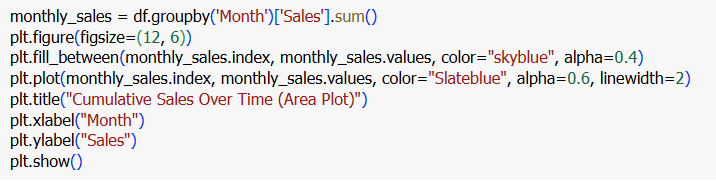 monthly_sales = df.groupby('Month')['Sales'].sum()
plt.figure(figsize=(12, 6))
plt.fill_between(monthly_sales.index, monthly_sales.values, color="skyblue", alpha=0.4)
plt.plot(monthly_sales.index, monthly_sales.values, color="Slateblue", alpha=0.6, linewidth=2)
plt.title("Cumulative Sales Over Time (Area Plot)")
plt.xlabel("Month")
plt.ylabel("Sales")
plt.show()